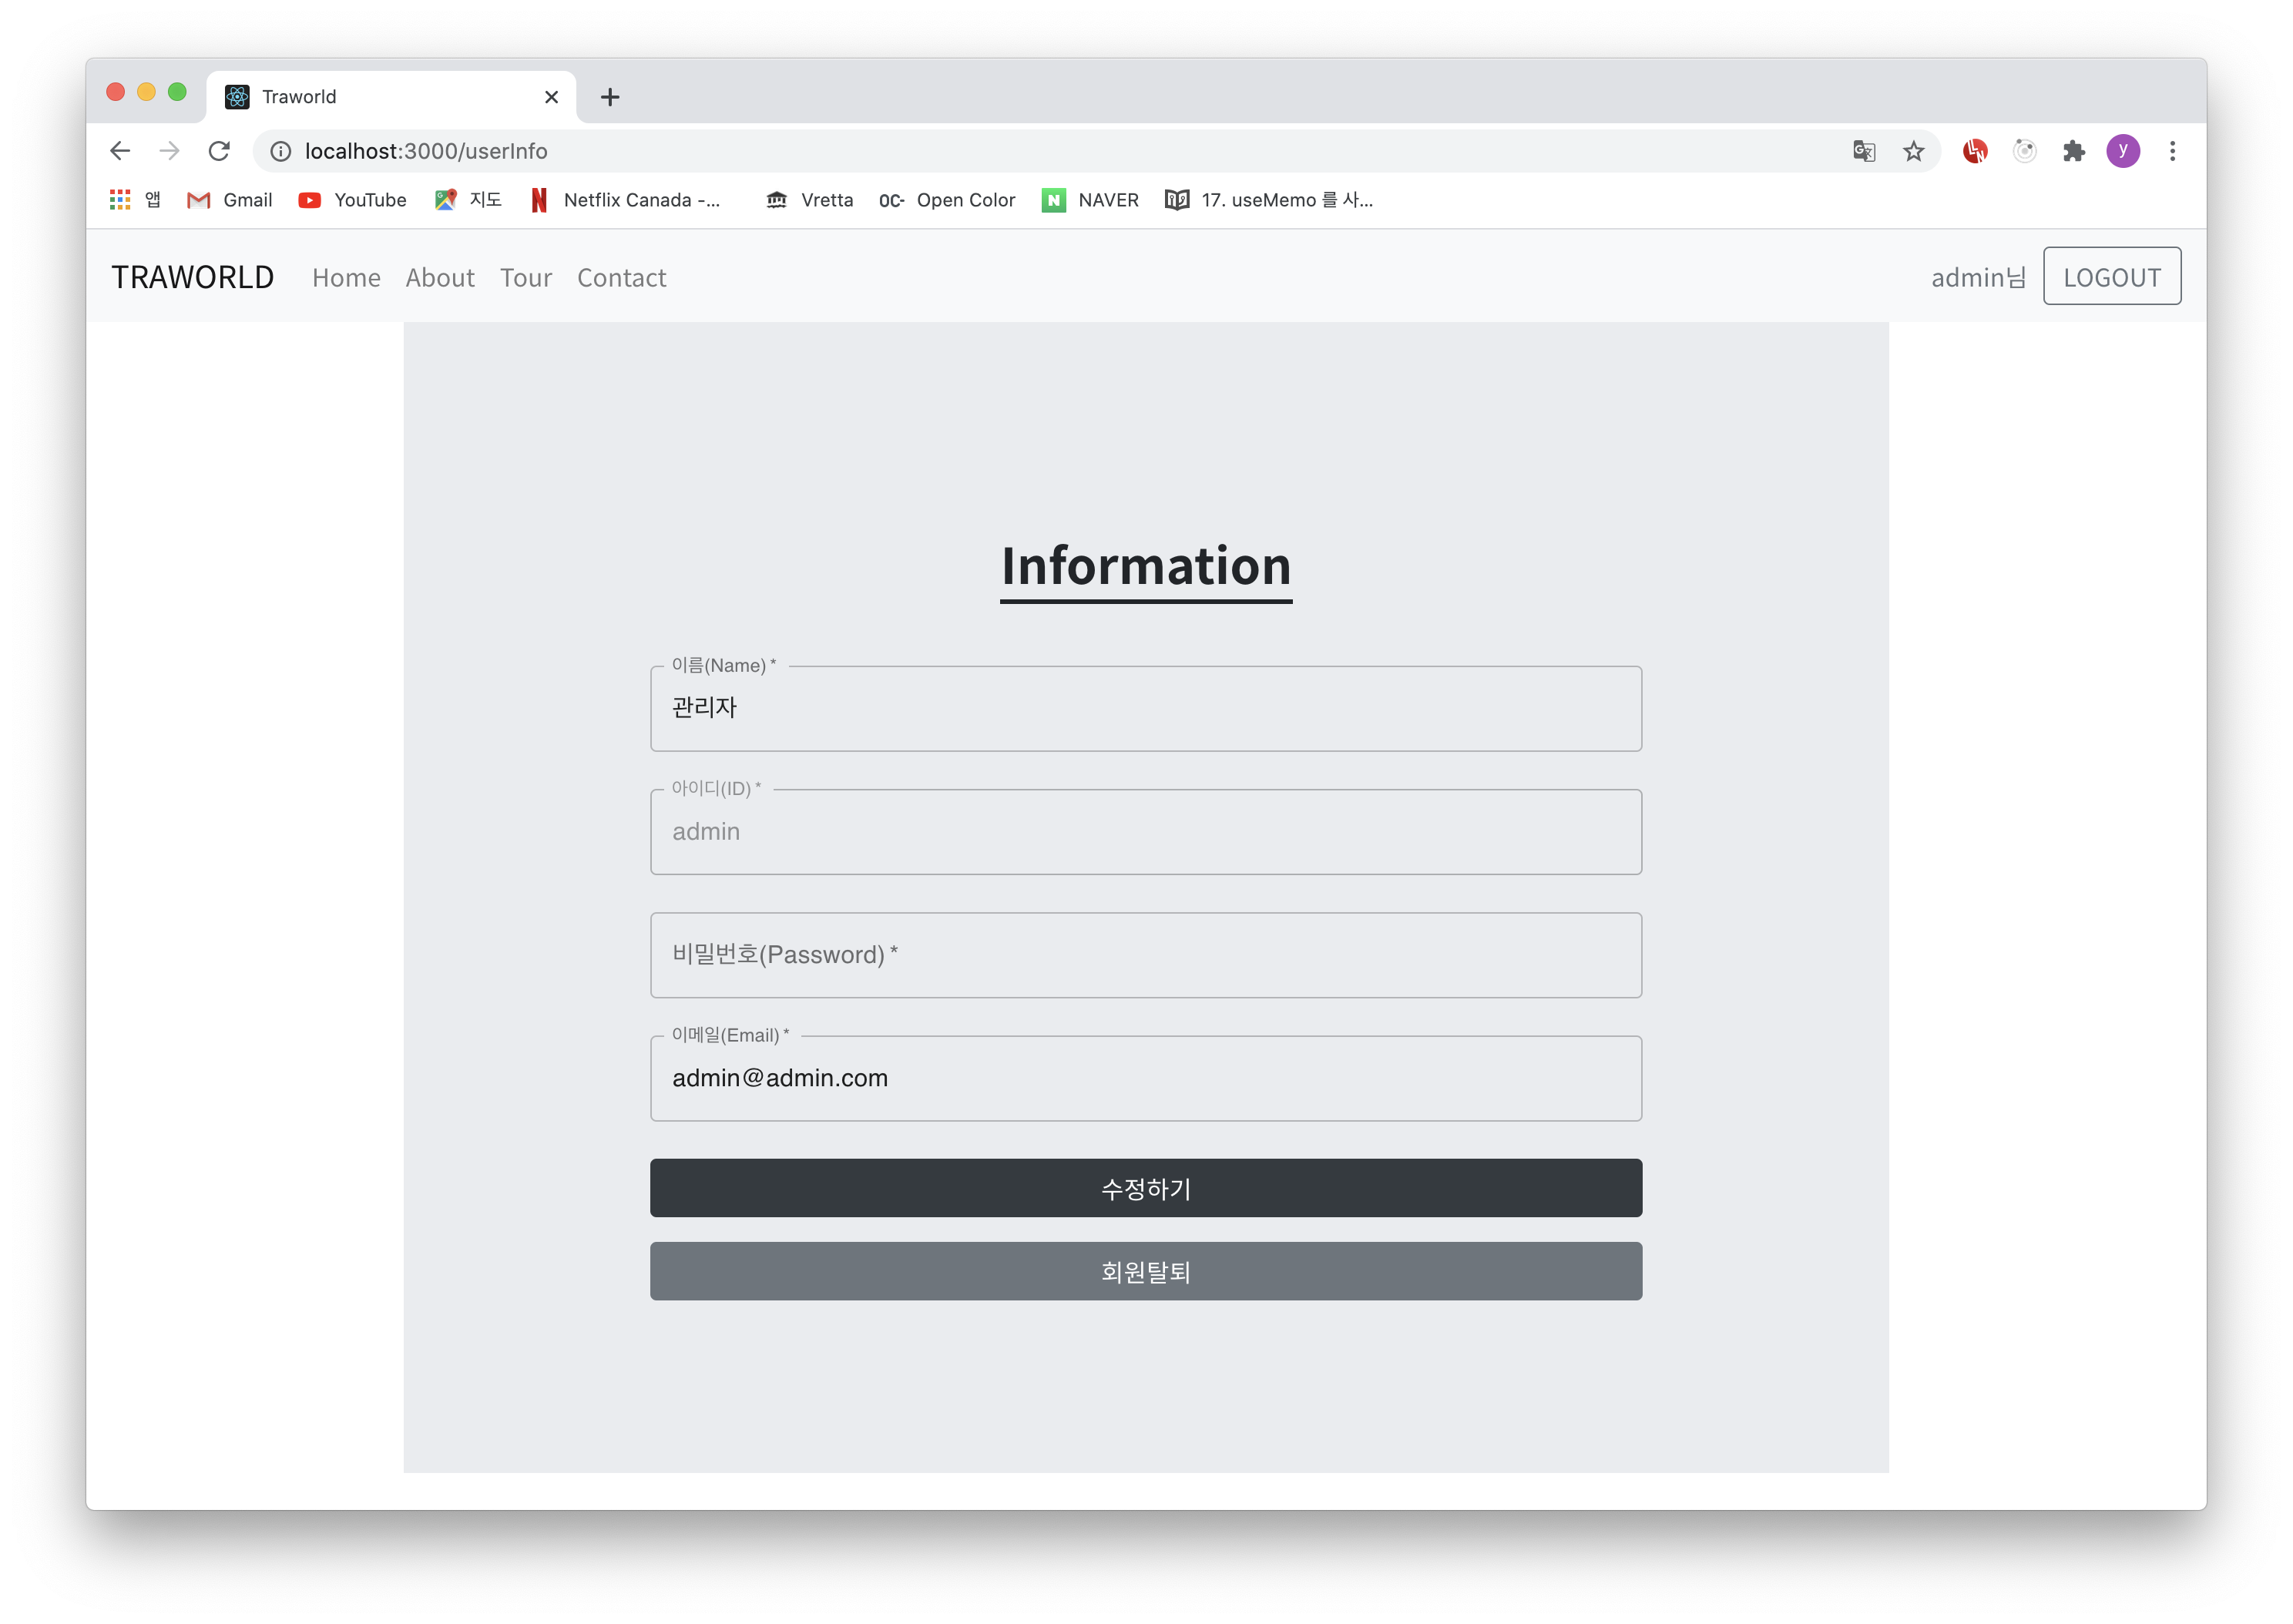 Traworld
localhost:3000/userInfo
앱 Gmail YouTube 지도 Netflix Canada -... Vretta OC- Open Color N NAVER 17. useMemo 를 사...
y
TRAWORLD Home About Tour Contact admin님 LOGOUT
Information
이름(Name) *
관리자
아이디(ID) *
admin
비밀번호(Password) *
이메일(Email) *
admin@admin.com
수정하기
회원탈퇴